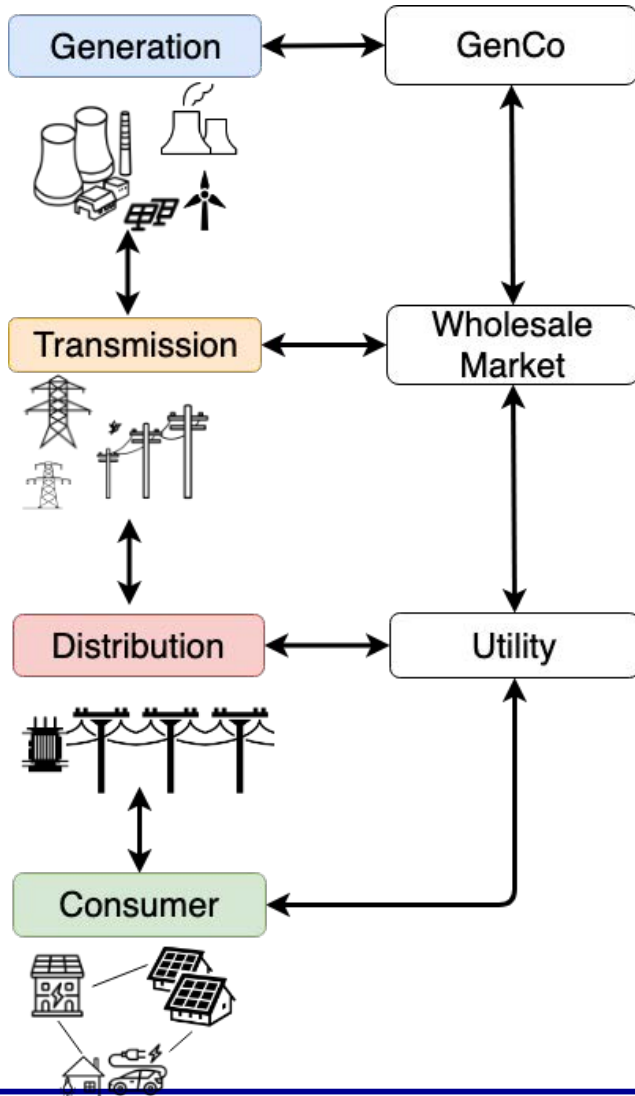 Generation
GenCo
Transmission
Wholesale
Market
Distribution
Utility
Consumer